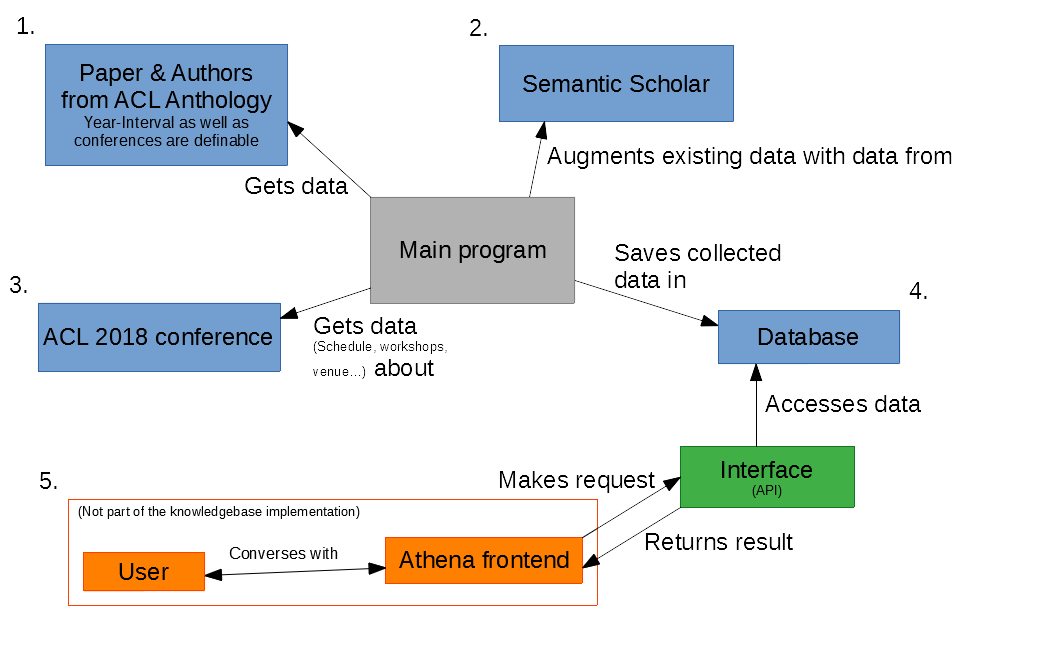 1.
Paper & Authors
from ACL Anthology
Year-Interval as well as
conferences are definable
2.
Semantic Scholar
Augments existing data with data from
Gets data
Main program
Saves collected
data in
3.
ACL 2018 conference
Gets data
(Schedule, workshops,
venue...) about
4.
Database
Accesses data
Interface
(API)
Makes request
Returns result
5.
(Not part of the knowledgebase implementation)
User
Converses with
Athena frontend